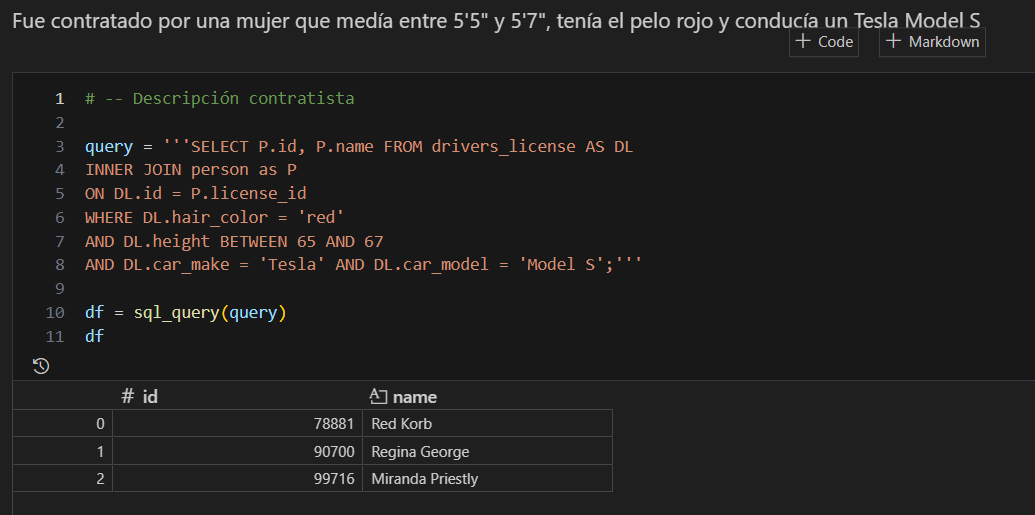 Fue contratado por una mujer que medía entre 5'5" y 5'7", tenía el pelo rojo y conducía un Tesla Model S
+ Code + Markdown
1 # -- Descripción contratista
2
3 query = '''SELECT P.id, P.name FROM drivers_license AS DL
4 INNER JOIN person as P
5 ON DL.id = P.license_id
6 WHERE DL.hair_color = 'red'
7 AND DL.height BETWEEN 65 AND 67
8 AND DL.car_make = 'Tesla' AND DL.car_model = 'Model S';'''
9
10 df = sql_query(query)
11 df
# id name
0 78881 Red Korb
1 90700 Regina George
2 99716 Miranda Priestly